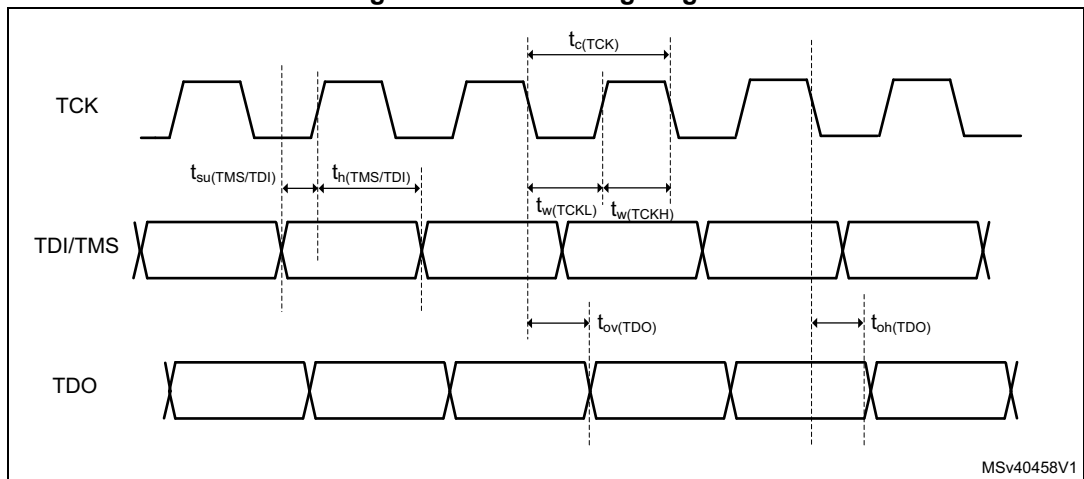 t_c(TCK)
TCK
t_su(TMS/TDI) t_h(TMS/TDI)
t_w(TCKL) t_w(TCKH)
TDI/TMS
t_ov(TDO) t_oh(TDO)
TDO
MSv40458V1